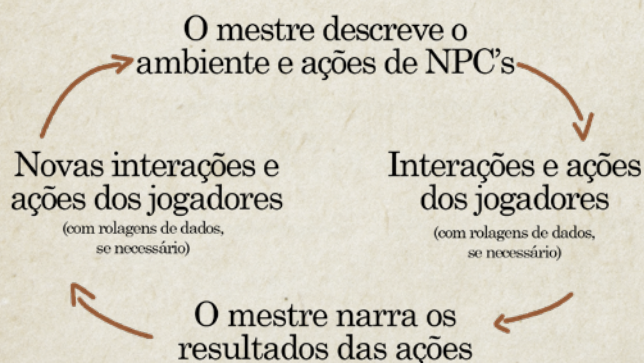 O mestre descreve o
ambiente e ações de NPC’s
Interações e ações
dos jogadores
(com rolagens de dados,
se necessário)
O mestre narra os
resultados das ações
Novas interações e
ações dos jogadores
(com rolagens de dados,
se necessário)